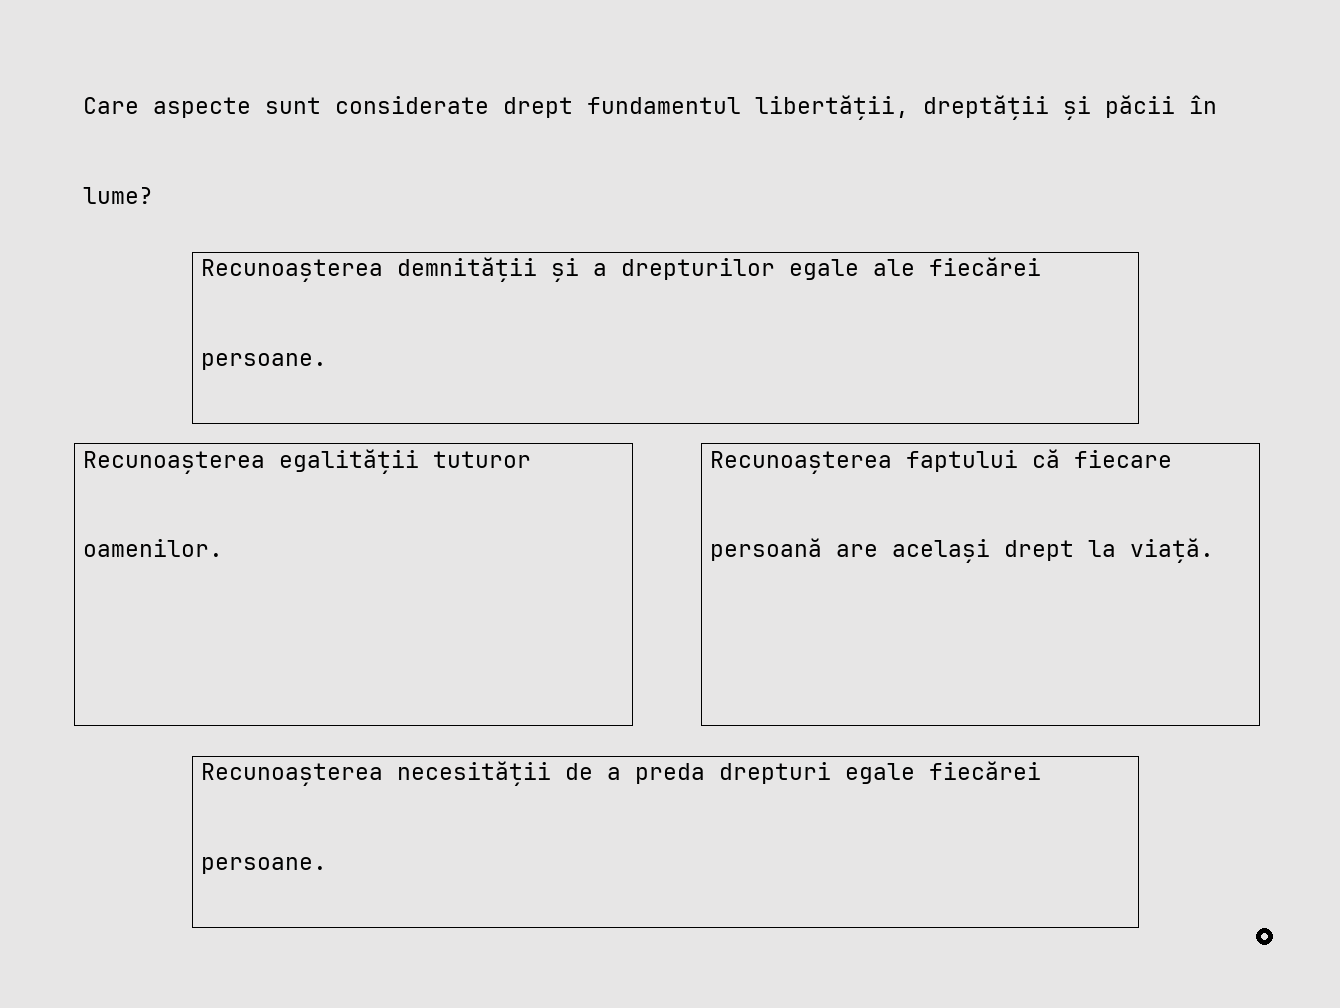 Care aspecte sunt considerate drept fundamentul libertății, dreptății și păcii în
lume?
Recunoașterea demnității și a drepturilor egale ale fiecărei
persoane.
Recunoașterea egalității tuturor
oamenilor.
Recunoașterea faptului că fiecare
persoană are același drept la viață.
Recunoașterea necesității de a preda drepturi egale fiecărei
persoane.